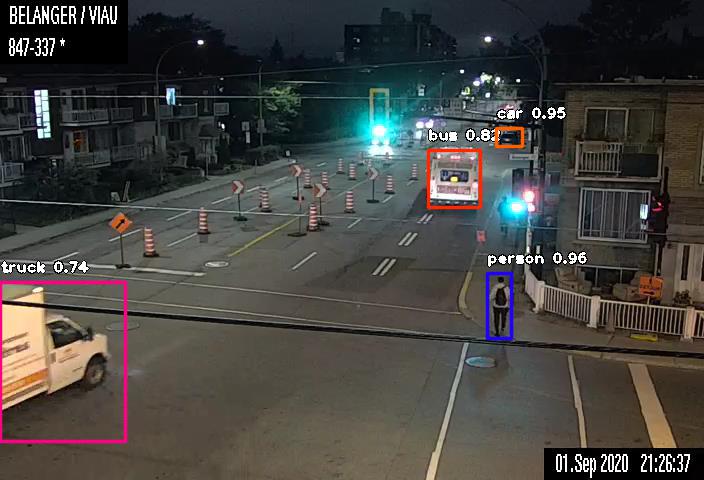 BELANGER / VIAU
847-337 *
car 0.95
bus 0.82
person 0.96
truck 0.74
01.Sep 2020 21:26:37